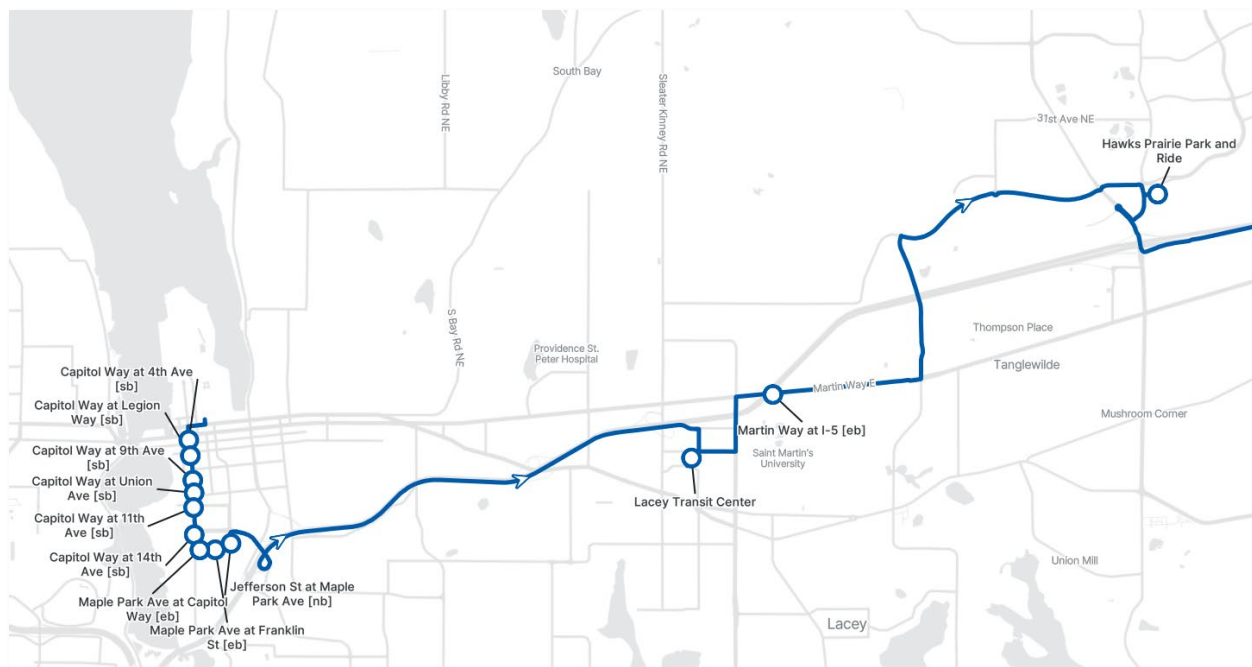 South Bay
Libby Rd NE
Sleater Kinney Rd NE
31st Ave NE
Hawks Prairie Park and
Ride
S Bay Rd NE
Thompson Place
Providence St.
Peter Hospital
Tanglewilde
Capitol Way at 4th Ave
[sb]
Martin Way E
Capitol Way at Legion
Way [sb]
Mushroom Corner
Martin Way at I-5 [eb]
Capitol Way at 9th Ave
[sb]
Saint Martin's
University
Capitol Way at Union
Ave [sb]
Lacey Transit Center
Capitol Way at 11th
Ave [sb]
Capitol Way at 14th
Ave [sb]
Union Mill
Jefferson St at Maple
Park Ave [nb]
Maple Park Ave at Capitol
Way [eb]
Maple Park Ave at Franklin
St [eb]
Lacey